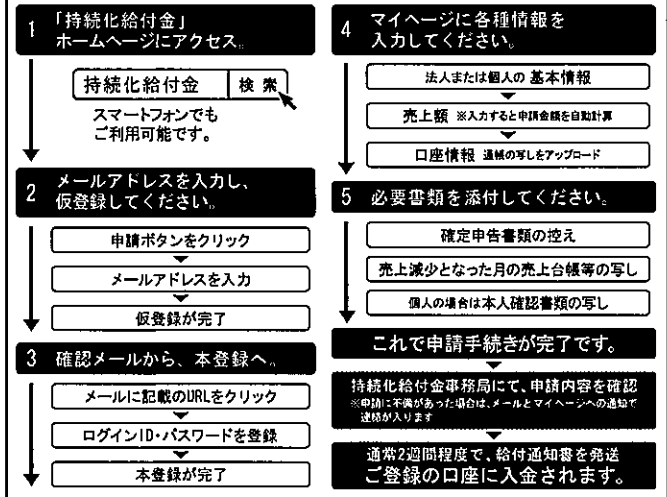 1 「持続化給付金」
ホームページにアクセス。
持続化給付金 検索
スマートフォンでも
ご利用可能です。
2 メールアドレスを入力し、
仮登録してください。
申請ボタンをクリック
メールアドレスを入力
仮登録が完了
3 確認メールから、本登録へ。
メールに記載のURLをクリック
ログインID・パスワードを登録
本登録が完了
4 マイページに各種情報を
入力してください。
法人または個人の 基本情報
売上額 ※入力すると申請金額を自動計算
口座情報 通帳の写しをアップロード
5 必要書類を添付してください。
確定申告書類の控え
売上減少となった月の売上台帳等の写し
個人の場合は本人確認書類の写し
これで申請手続きが完了です。
持続化給付金事務局にて、申請内容を確認
※申請に不備があった場合は、メールとマイページへの通知で
連絡が入ります
通常2週間程度で、給付通知書を発送
ご登録の口座に入金されます。